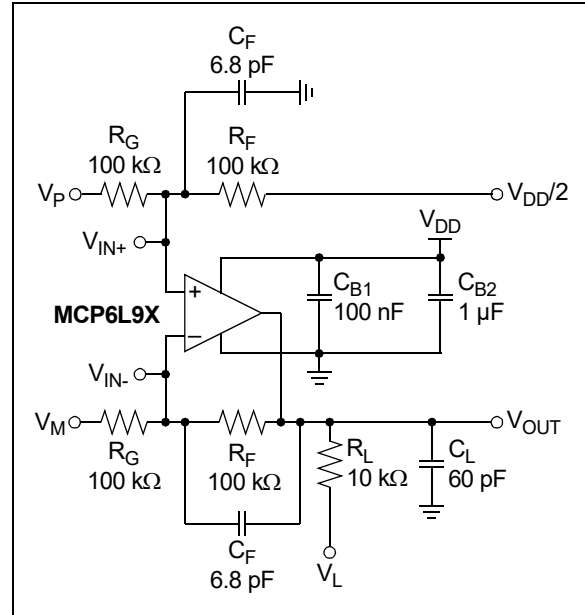 C_F
6.8 pF
R_G
100 kΩ
R_F
100 kΩ
V_P
V_DD/2
V_DD
V_IN+
C_B1
100 nF
C_B2
1 µF
+
MCP6L9X
–
V_IN-
V_M
V_OUT
R_G
100 kΩ
R_F
100 kΩ
R_L
10 kΩ
C_L
60 pF
C_F
6.8 pF
V_L